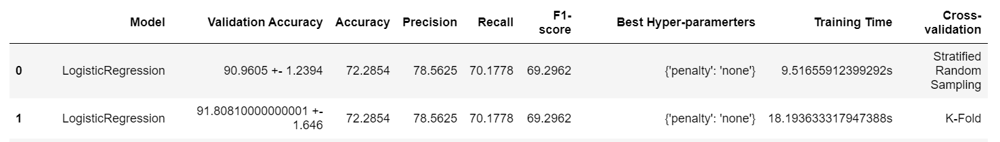 Model Validation Accuracy Accuracy Precision Recall F1-score Best Hyper-paramerters Training Time Cross-validation
0 LogisticRegression 90.9605 +- 1.2394 72.2854 78.5625 70.1778 69.2962 {'penalty': 'none'} 9.51655912399292s Stratified Random Sampling
1 LogisticRegression 91.80810000000001 +- 1.646 72.2854 78.5625 70.1778 69.2962 {'penalty': 'none'} 18.193633317947388s K-Fold